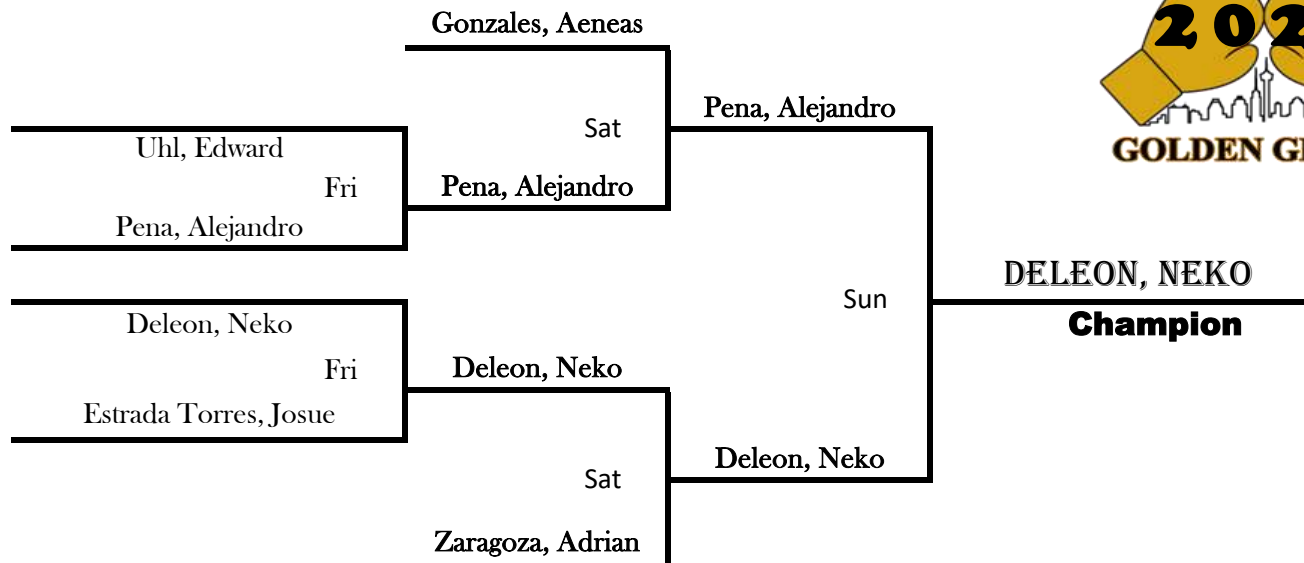 Gonzales, Aeneas
Sat
Pena, Alejandro
Uhl, Edward
Fri
Pena, Alejandro
Pena, Alejandro
GOLDEN
Deleon, Neko
Sun
Champion
Deleon, Neko
Fri
Deleon, Neko
Estrada Torres, Josue
Deleon, Neko
Sat
Zaragoza, Adrian